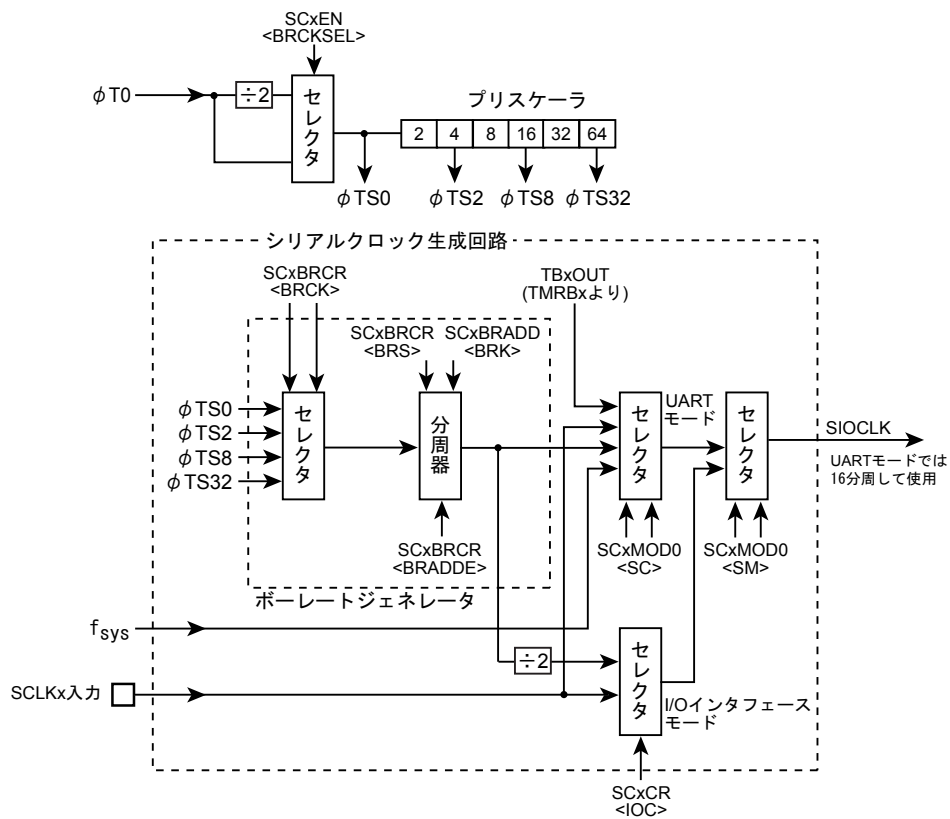 SCxEN
<BRCKSEL>
φT0
÷2
セレクタ
プリスケーラ
2 4 8 16 32 64
φTS0 φTS2 φTS8 φTS32
シリアルクロック生成回路
SCxBRCR
<BRCK>
TBxOUT
(TMRBxより)
SCxBRCR
<BRS>
SCxBRADD
<BRK>
φTS0
φTS2
φTS8
φTS32
セレクタ
分周器
セレクタ
UART
モード
セレクタ
SIOCLK
UARTモードでは
16分周して使用
SCxBRCR
<BRADDE>
SCxMOD0
<SC>
SCxMOD0
<SM>
ボーレートジェネレータ
fsys
÷2
セレクタ
SCLKx入力
I/Oインタフェース
モード
SCxCR
<IOC>